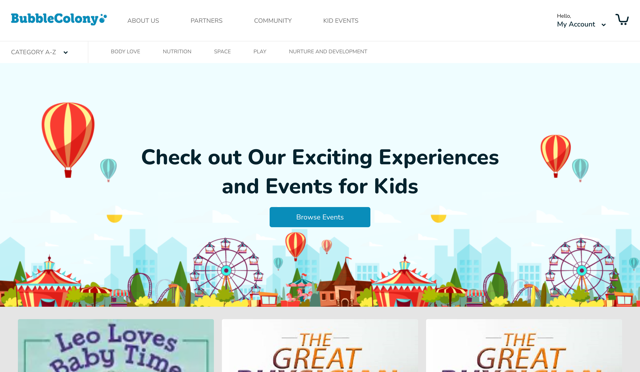 BubbleColony
ABOUT US
PARTNERS
COMMUNITY
KID EVENTS
Hello,
My Account
CATEGORY A-Z
BODY LOVE
NUTRITION
SPACE
PLAY
NURTURE AND DEVELOPMENT
Check out Our Exciting Experiences
and Events for Kids
Browse Events
Leo Loves
Baby Time
THE
GREAT
THE
GREAT